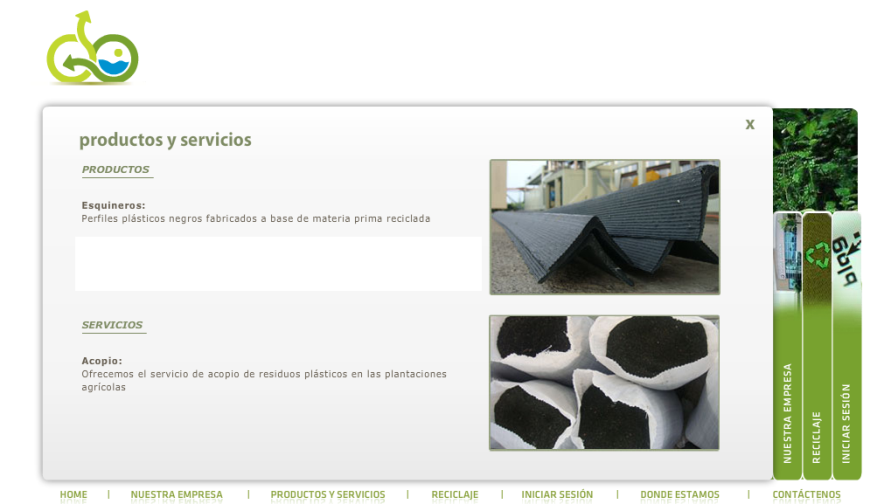 x
productos y servicios
PRODUCTOS
Esquineros:
Perfiles plásticos negros fabricados a base de materia prima reciclada
SERVICIOS
Acopio:
Ofrecemos el servicio de acopio de residuos plásticos en las plantaciones
agrícolas
NUESTRA EMPRESA
RECICLAJE
INICIAR SESIÓN
blog
HOME | NUESTRA EMPRESA | PRODUCTOS Y SERVICIOS | RECICLAJE | INICIAR SESIÓN | DONDE ESTAMOS | CONTÁCTENOS